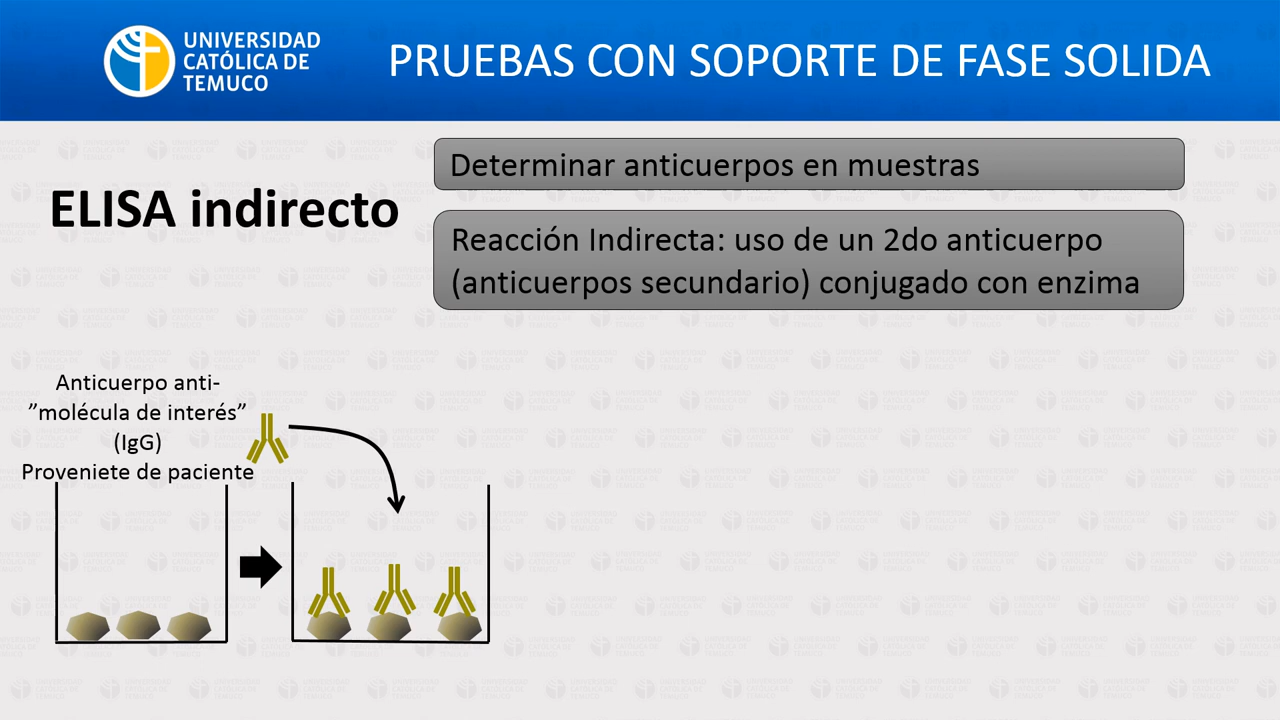 UNIVERSIDAD
CATÓLICA DE
TEMUCO
PRUEBAS CON SOPORTE DE FASE SOLIDA
ELISA indirecto
Determinar anticuerpos en muestras
Reacción Indirecta: uso de un 2do anticuerpo
(anticuerpos secundario) conjugado con enzima
Anticuerpo anti-
”molécula de interés”
(IgG)
Proveniete de paciente